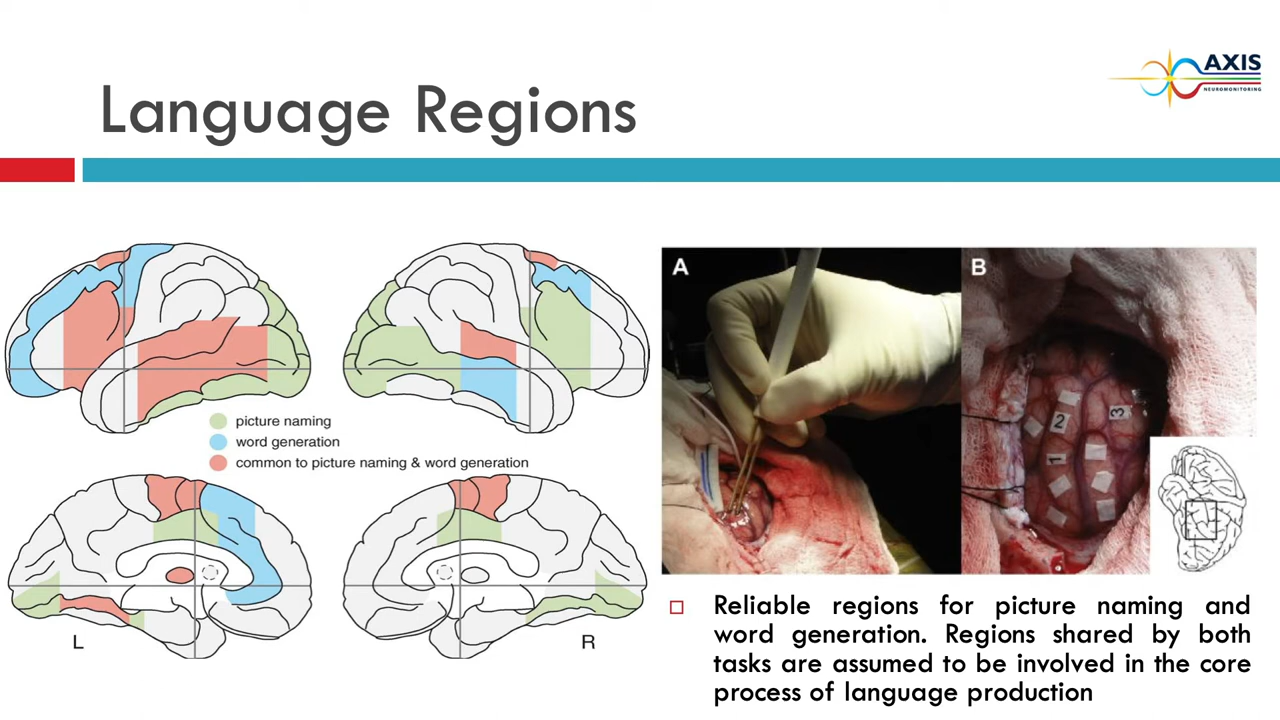 Language Regions
AXIS
NEUROMONITORING
picture naming
word generation
common to picture naming & word generation
L
R
A
B
2
3
1
Reliable regions for picture naming and
word generation. Regions shared by both
tasks are assumed to be involved in the core
process of language production